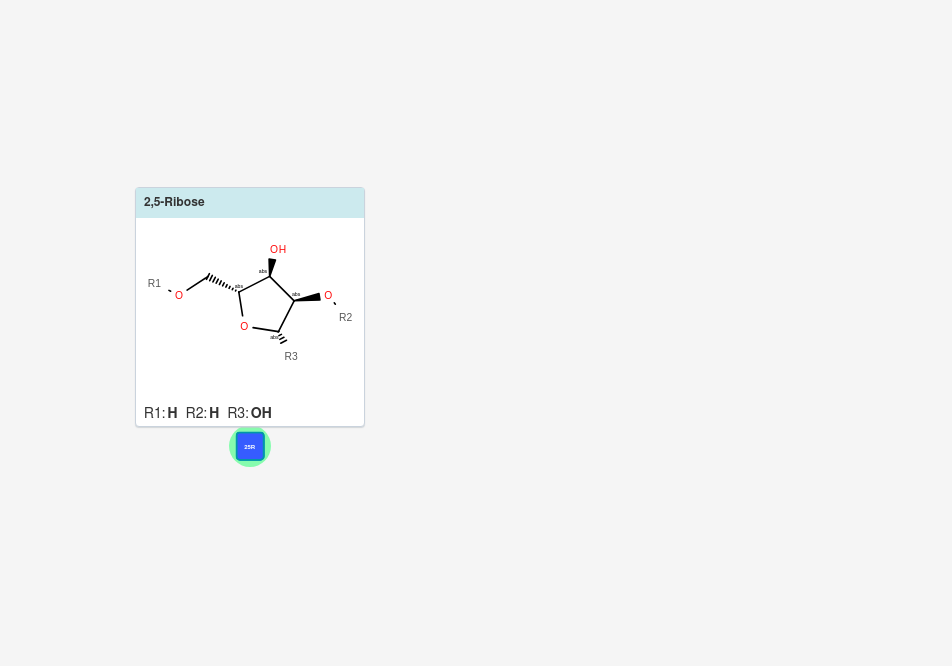 2,5-Ribose
OH
abs
R1
abs
O
abs
O
R2
O
abs
R3
R1: H R2: H R3: OH
25R